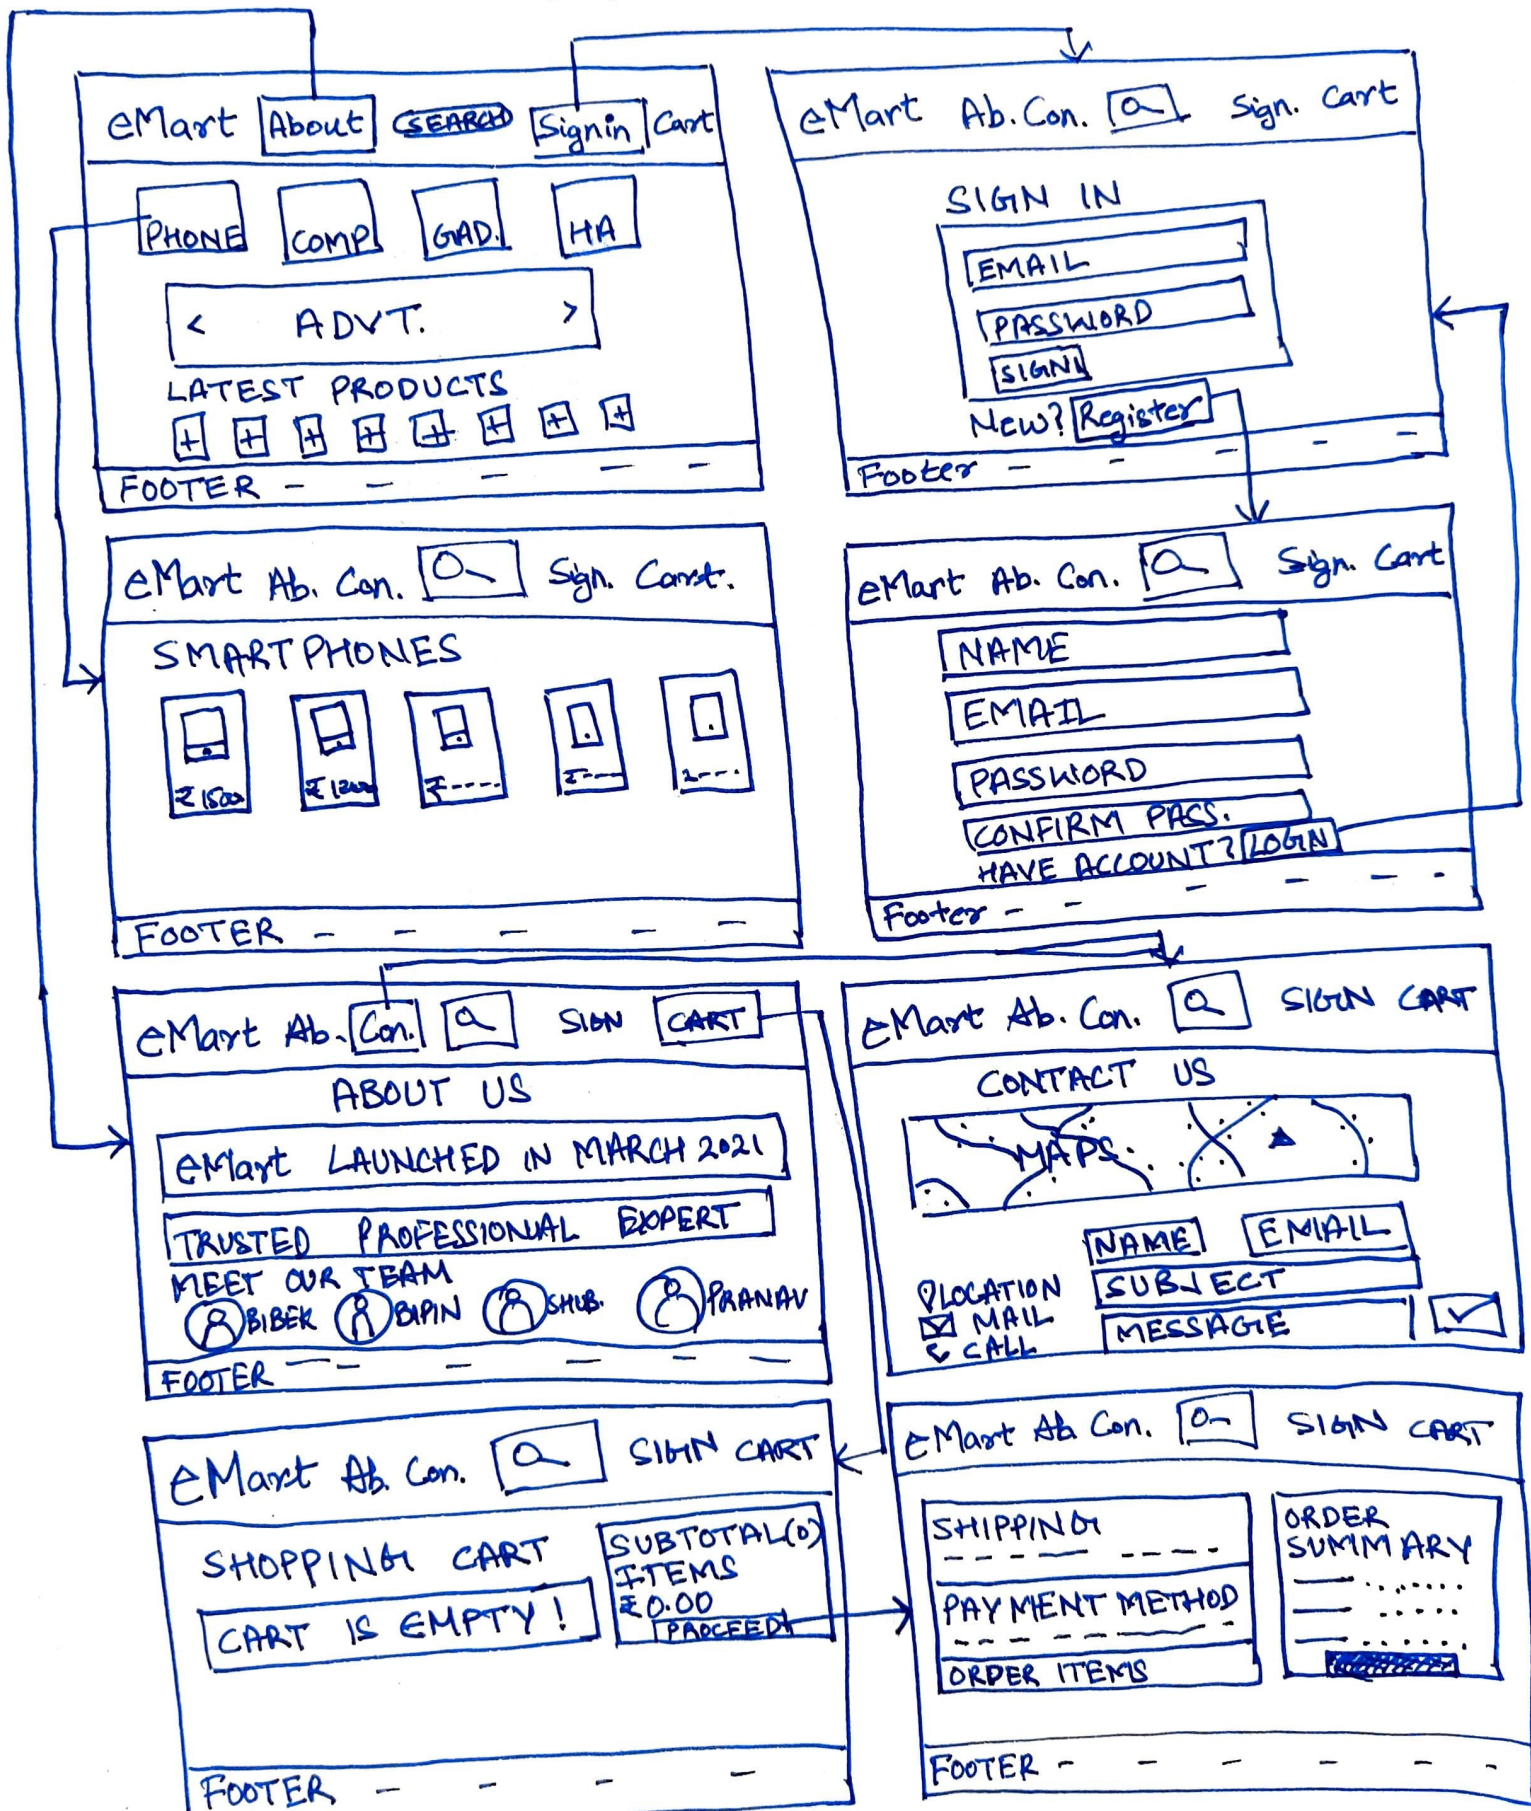 eMart About SEARCH Signin Cart
PHONE COMP. GAD. HA
< ADVT. >
LATEST PRODUCTS
+ + + + + + + +
FOOTER
eMart Ab. Con. Sign. Cart
SIGN IN
EMAIL
PASSWORD
New? Register
Footer
eMart Ab. Con. Sign. Cart.
SMARTPHONES
₹1500 ₹1200 ₹
FOOTER
eMart Ab. Con. Sign. Cart
NAME
EMAIL
PASSWORD
CONFIRM PASS.
HAVE ACCOUNT? LOGIN
Footer
eMart Ab. Con. SIGN CART
ABOUT US
eMart LAUNCHED IN MARCH 2021
TRUSTED PROFESSIONAL EXPERT
MEET OUR TEAM
BIBEK BIPIN SHUB. PRANAV
FOOTER
eMart Ab. Con. SIGN CART
CONTACT US
MAPS
NAME EMAIL
LOCATION SUBJECT
MAIL MESSAGE
CALL
eMart Ab. Con. SIGN CART
SHOPPING CART
CART IS EMPTY!
SUBTOTAL(0)
ITEMS
₹0.00
PROCEED
FOOTER
eMart Ab Con. SIGN CART
SHIPPING
PAYMENT METHOD
ORDER ITEMS
ORDER
SUMMARY
FOOTER